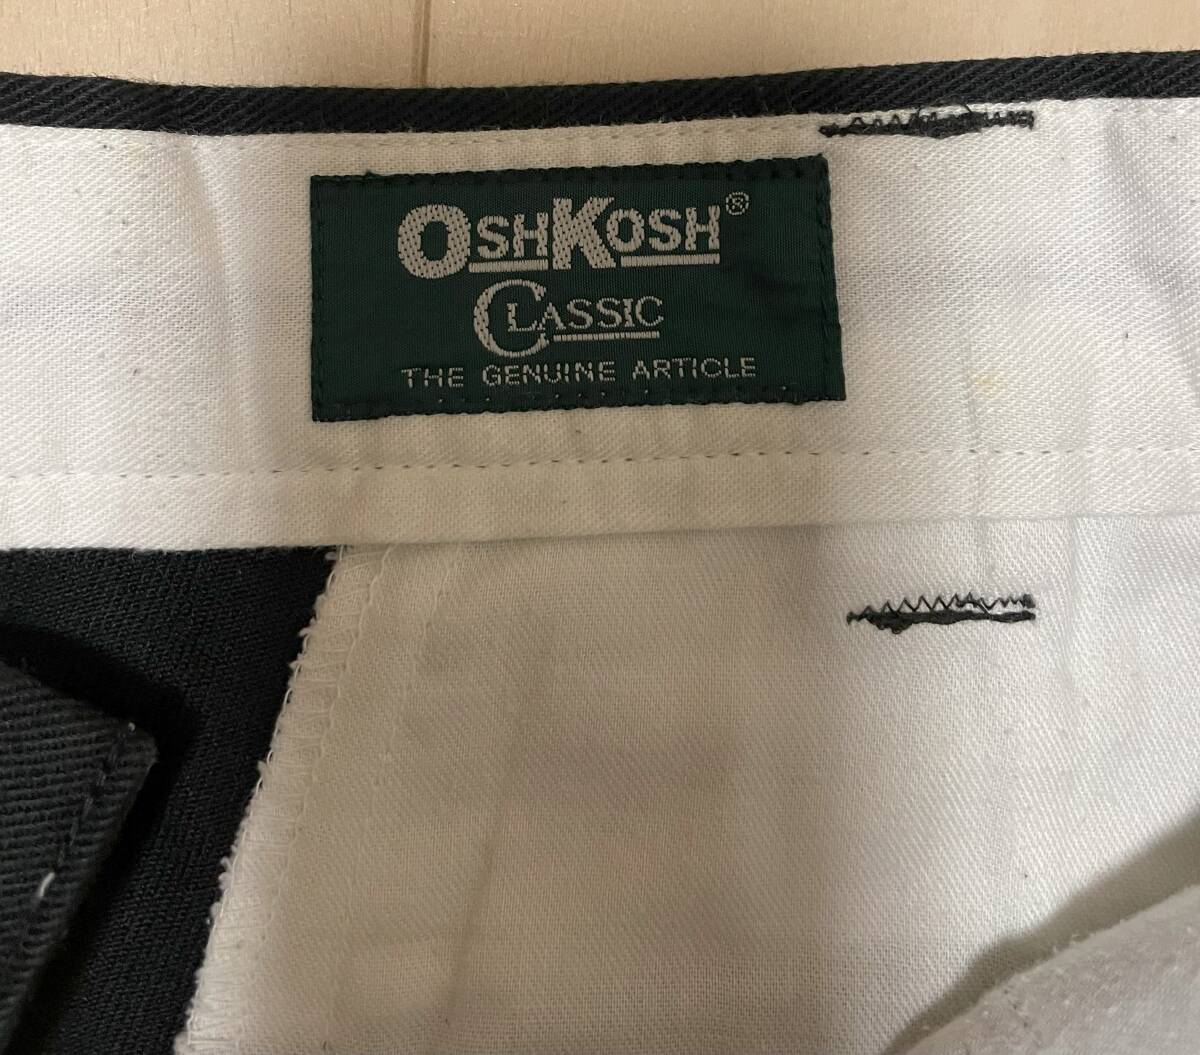 OSHKOSH®
CLASSIC
THE GENUINE ARTICLE